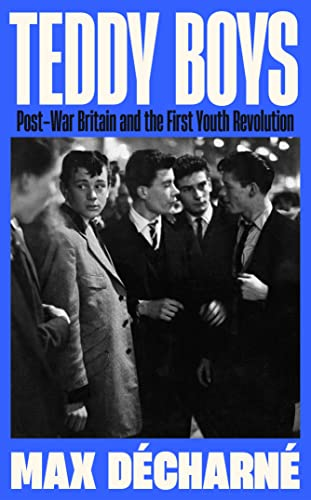 TEDDY BOYS
Post-War Britain and the First Youth Revolution
MAX DÉCHARNÉ